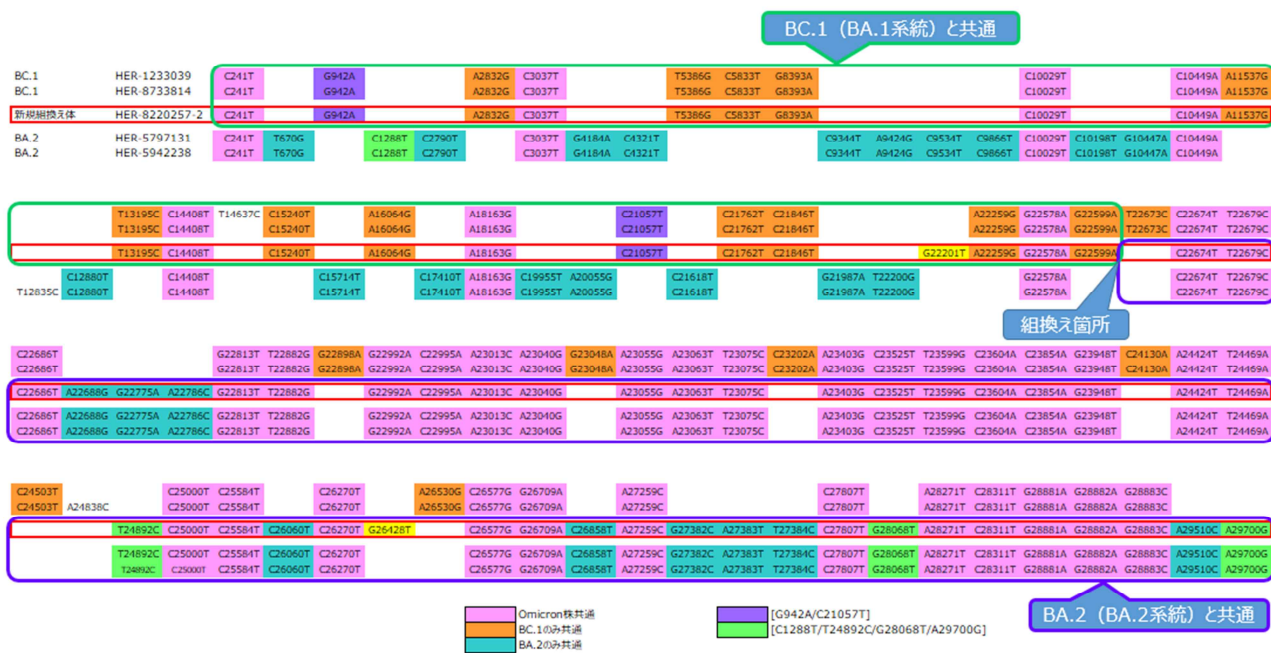 BC.1（BA.1系統）と共通
BC.1 HER-1233039 C241T G942A A2832G C3037T T5386G C5833T G8393A C10029T C10449A A11537G
BC.1 HER-8733814 C241T G942A A2832G C3037T T5386G C5833T G8393A C10029T C10449A A11537G
新規組換え体 HER-8220257-2 C241T G942A A2832G C3037T T5386G C5833T G8393A C10029T C10449A A11537G
BA.2 HER-5797131 C241T T670G C1288T C2790T C3037T G4184A C4321T C9344T A9424G C9534T C9866T C10029T C10198T G10447A C10449A
BA.2 HER-5942238 C241T T670G C1288T C2790T C3037T G4184A C4321T C9344T A9424G C9534T C9866T C10029T C10198T G10447A C10449A
T13195C C14408T T14637C C15240T A16064G A18163G C21057T C21762T C21846T A22259G G22578A G22599A T22673C C22674T T22679C
T13195C C14408T C15240T A16064G A18163G C21057T C21762T C21846T A22259G G22578A G22599A T22673C C22674T T22679C
T13195C C14408T C15240T A16064G A18163G C21057T C21762T C21846T G22201T A22259G G22578A G22599A C22674T T22679C
C12880T C14408T C15714T C17410T A18163G C19955T A20055G C21618T G21987A T22200G G22578A C22674T T22679C
T12835C C12880T C14408T C15714T C17410T A18163G C19955T A20055G C21618T G21987A T22200G G22578A C22674T T22679C
組換え箇所
C22686T G22813T T22882G G22898A G22992A C22995A A23013C A23040G G23048A A23055G A23063T T23075C C23202A A23403G C23525T T23599G C23604A C23854A G23948T C24130A A24424T T24469A
C22686T G22813T T22882G G22898A G22992A C22995A A23013C A23040G G23048A A23055G A23063T T23075C C23202A A23403G C23525T T23599G C23604A C23854A G23948T C24130A A24424T T24469A
C22686T A22688G G22775A A22786C G22813T T22882G G22992A C22995A A23013C A23040G A23055G A23063T T23075C A23403G C23525T T23599G C23604A C23854A G23948T A24424T T24469A
C22686T A22688G G22775A A22786C G22813T T22882G G22992A C22995A A23013C A23040G A23055G A23063T T23075C A23403G C23525T T23599G C23604A C23854A G23948T A24424T T24469A
C22686T A22688G G22775A A22786C G22813T T22882G G22992A C22995A A23013C A23040G A23055G A23063T T23075C A23403G C23525T T23599G C23604A C23854A G23948T A24424T T24469A
C24503T C25000T C25584T C26270T A26530G C26577G G26709A A27259C C27807T A28271T C28311T G28881A G28882A G28883C
C24503T A24838C C25000T C25584T C26270T A26530G C26577G G26709A A27259C C27807T A28271T C28311T G28881A G28882A G28883C
T24892C C25000T C25584T C26060T C26270T G26428T C26577G G26709A C26858T A27259C G27382C A27383T T27384C C27807T G28068T A28271T C28311T G28881A G28882A G28883C A29510C A29700G
T24892C C25000T C25584T C26060T C26270T C26577G G26709A C26858T A27259C G27382C A27383T T27384C C27807T G28068T A28271T C28311T G28881A G28882A G28883C A29510C A29700G
T24892C C25000T C25584T C26060T C26270T C26577G G26709A C26858T A27259C G27382C A27383T T27384C C27807T G28068T A28271T C28311T G28881A G28882A G28883C A29510C A29700G
Omicron株共通 [G942A/C21057T]
BC.1のみ共通 [C1288T/T24892C/G28068T/A29700G]
BA.2のみ共通
BA.2（BA.2系統）と共通